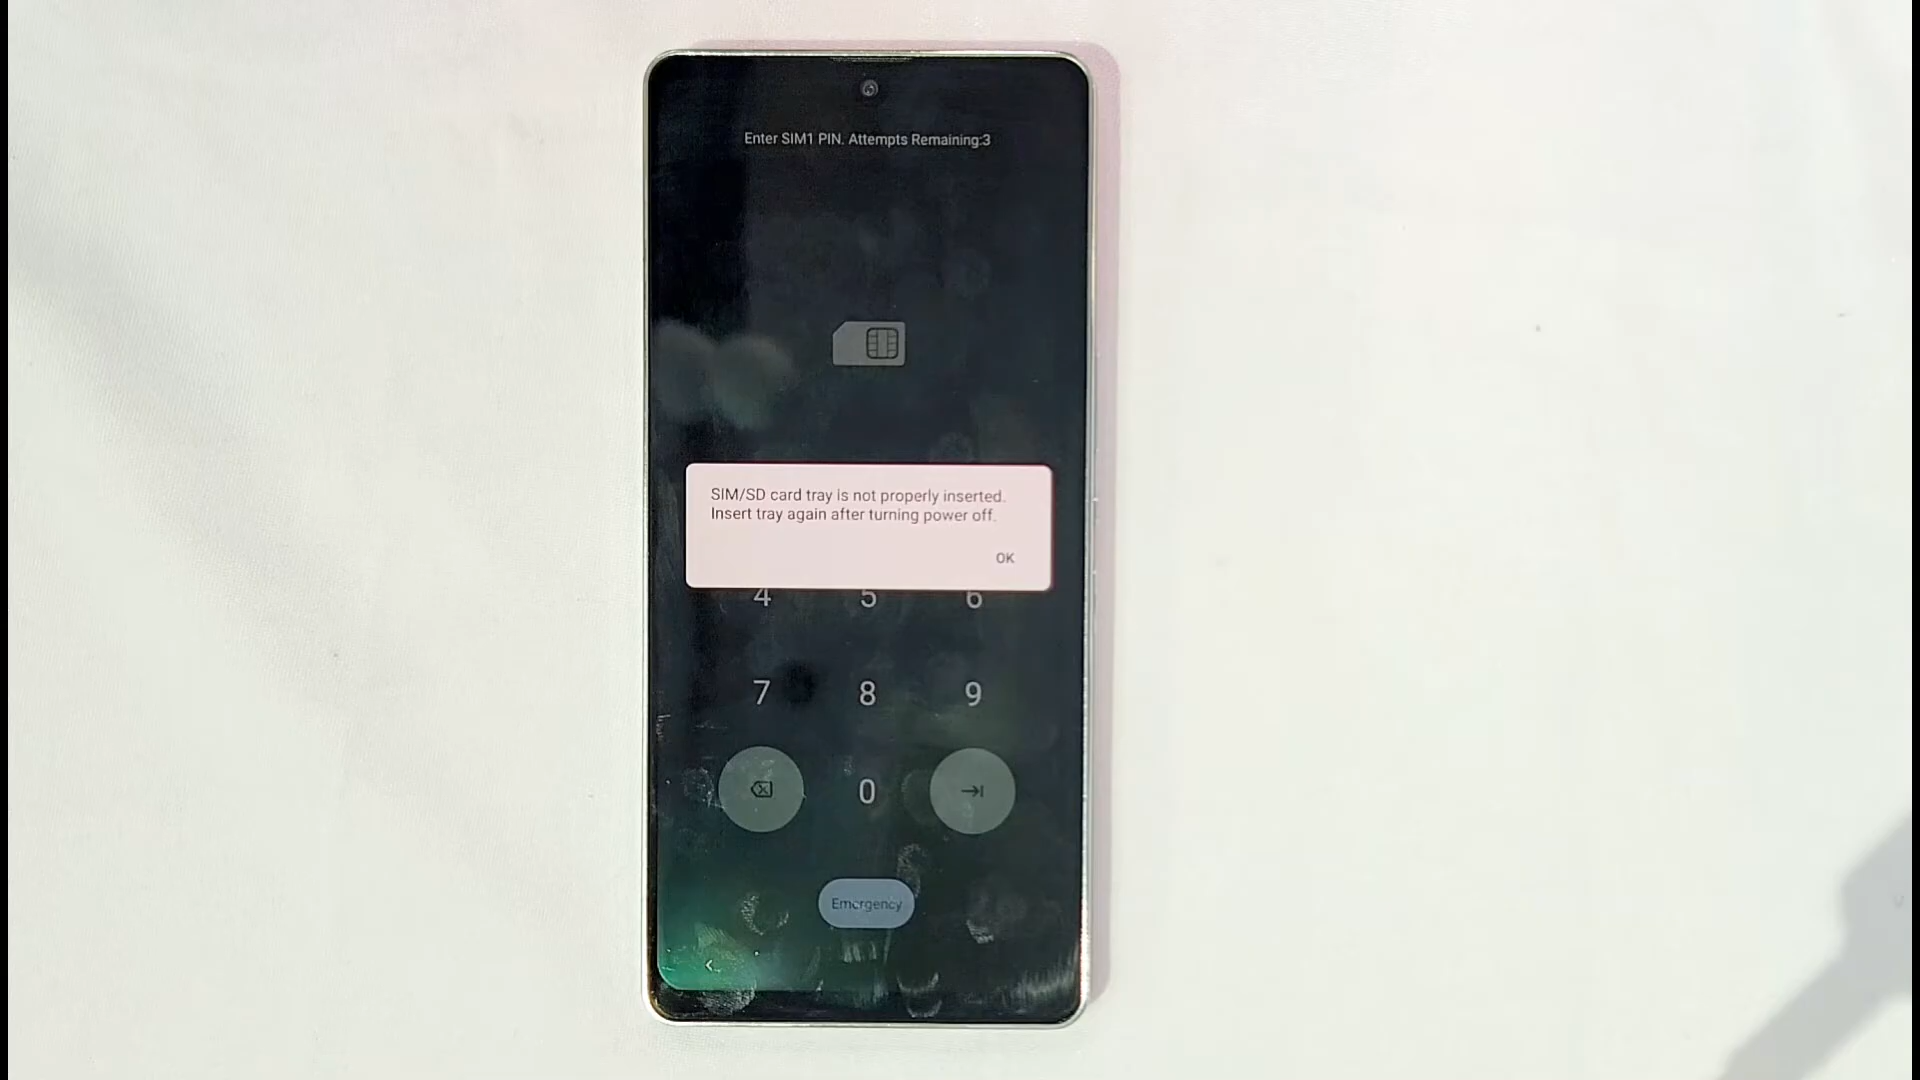 Enter SIM1 PIN. Attempts Remaining:3
SIM/SD card tray is not properly inserted.
Insert tray again after turning power off.
OK
4 5 6
7 8 9
0
Emergency